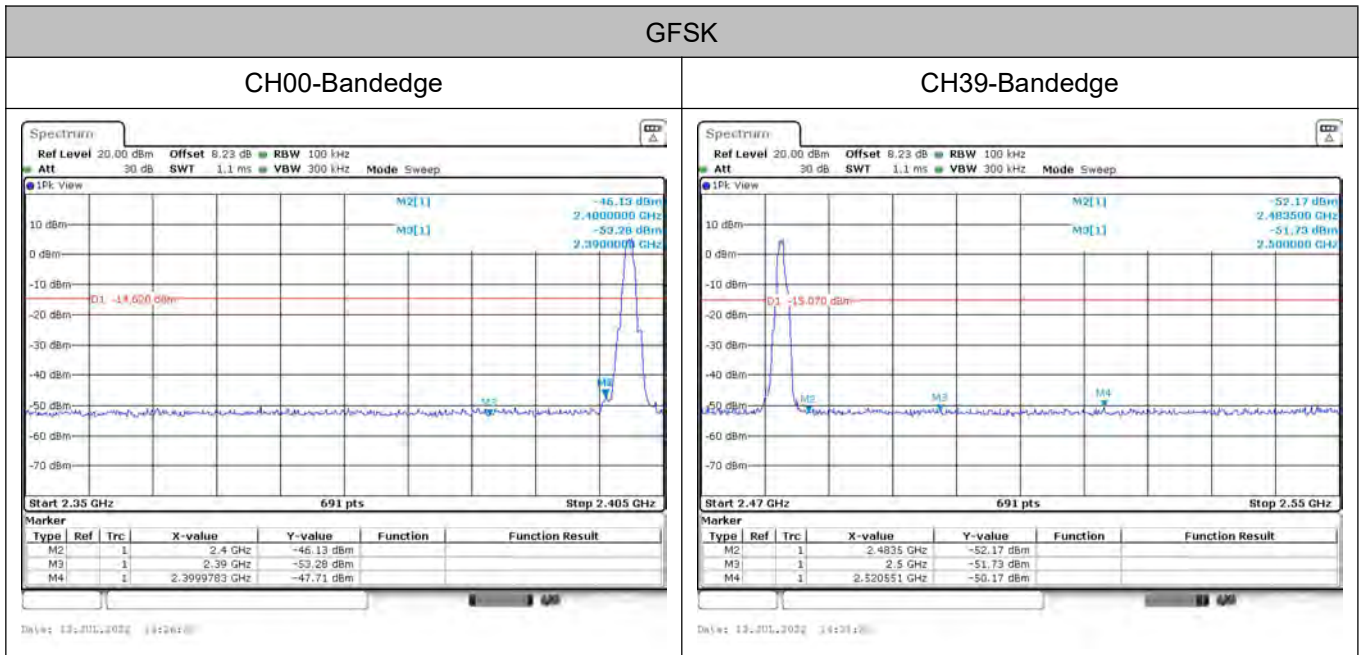 GFSK
CH00-Bandedge
CH39-Bandedge
Spectrum
Ref Level 20.00 dBm Offset 8.23 dB RBW 100 kHz
Att 30 dB SWT 1.1 ms VBW 300 kHz Mode Sweep
1Pk View
M2[1] -46.13 dBm
2.4000000 GHz
M3[1] -53.28 dBm
2.3900000 GHz
10 dBm
0 dBm
-10 dBm
D1 -14.620 dBm
-20 dBm
-30 dBm
-40 dBm
M3
-50 dBm
-60 dBm
-70 dBm
Start 2.35 GHz 691 pts Stop 2.405 GHz
Marker
Type Ref Trc X-value Y-value Function Function Result
M2 1 2.4 GHz -46.13 dBm
M3 1 2.39 GHz -53.28 dBm
M4 1 2.3999783 GHz -47.71 dBm
Date: 13.JUL.2022
Spectrum
Ref Level 20.00 dBm Offset 8.23 dB RBW 100 kHz
Att 30 dB SWT 1.1 ms VBW 300 kHz Mode Sweep
1Pk View
M2[1] -52.17 dBm
2.483500 GHz
M3[1] -51.73 dBm
2.500000 GHz
10 dBm
0 dBm
-10 dBm
D1 -15.070 dBm
-20 dBm
-30 dBm
-40 dBm
M2 M3 M4
-50 dBm
-60 dBm
-70 dBm
Start 2.47 GHz 691 pts Stop 2.55 GHz
Marker
Type Ref Trc X-value Y-value Function Function Result
M2 1 2.4835 GHz -52.17 dBm
M3 1 2.5 GHz -51.73 dBm
M4 1 2.520551 GHz -50.17 dBm
Date: 13.JUL.2022